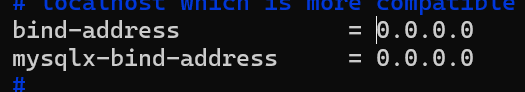 # localhost which is more compatible
bind-address = 0.0.0.0
mysqlx-bind-address = 0.0.0.0
#